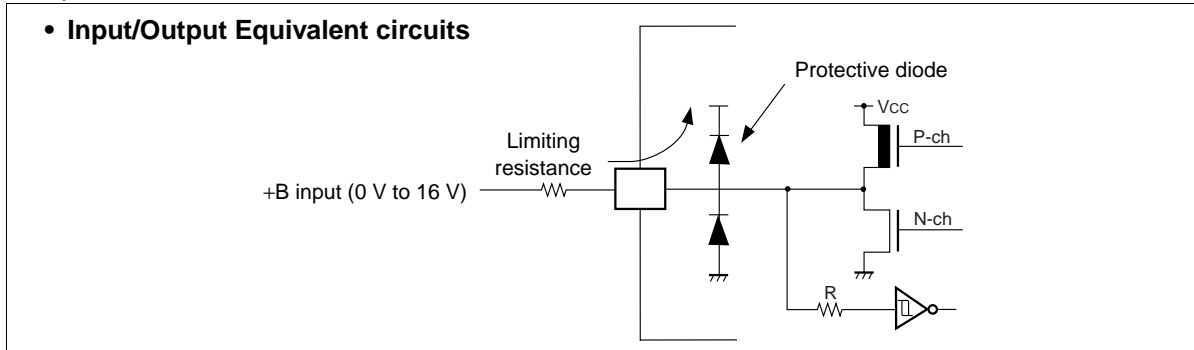 • Input/Output Equivalent circuits
Protective diode
VCC
Limiting
resistance
P-ch
+B input (0 V to 16 V)
N-ch
R